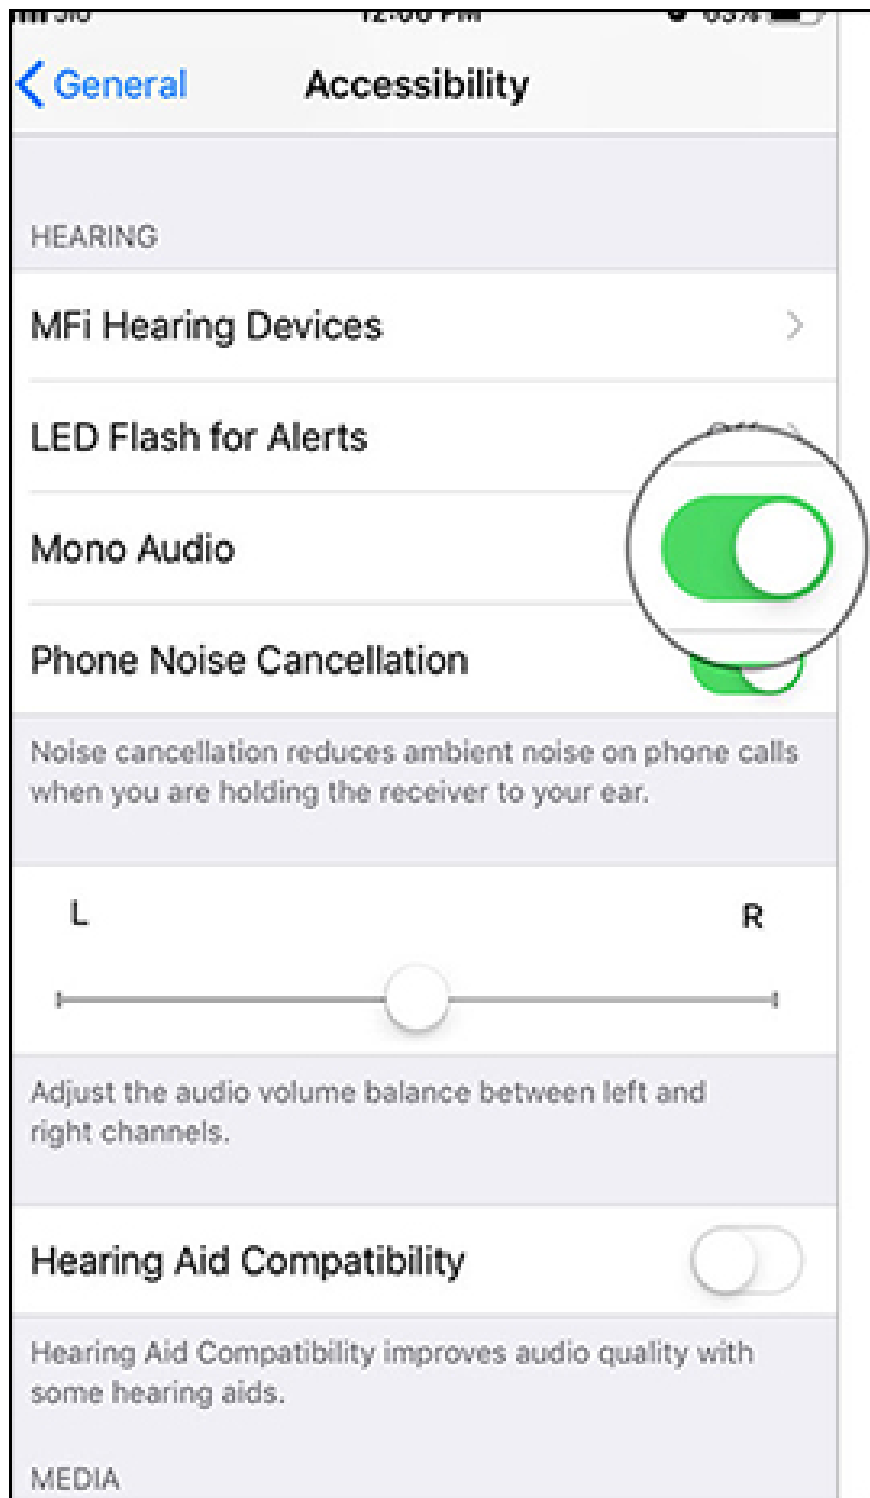 General
Accessibility
HEARING
MFi Hearing Devices
LED Flash for Alerts
Mono Audio
Phone Noise Cancellation
Noise cancellation reduces ambient noise on phone calls
when you are holding the receiver to your ear.
L
R
Adjust the audio volume balance between left and
right channels.
Hearing Aid Compatibility
Hearing Aid Compatibility improves audio quality with
some hearing aids.
MEDIA